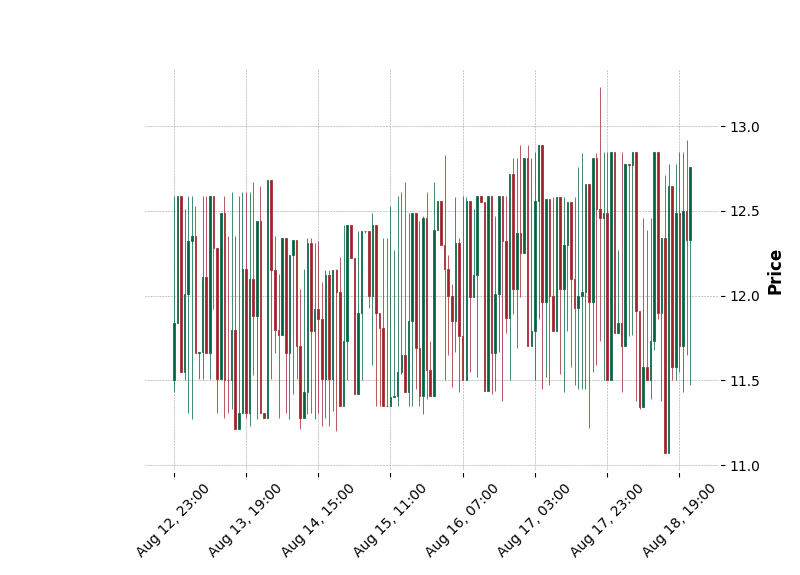 13.0
12.5
12.0
11.5
11.0
Price
Aug 12, 23:00
Aug 13, 19:00
Aug 14, 15:00
Aug 15, 11:00
Aug 16, 07:00
Aug 17, 03:00
Aug 17, 23:00
Aug 18, 19:00